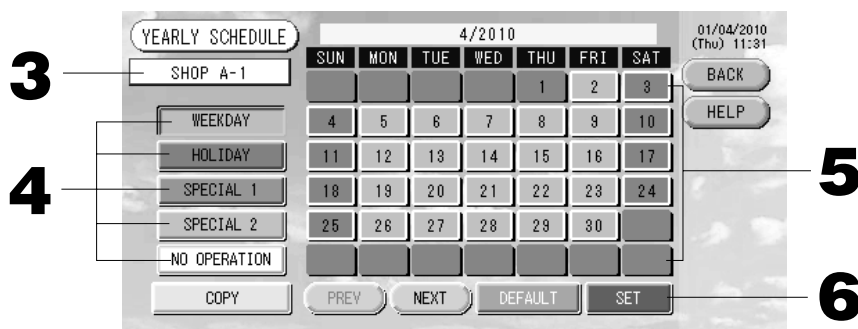 YEARLY SCHEDULE
4/2010
01/04/2010
(Thu) 11:31
3
SHOP A-1
SUN MON TUE WED THU FRI SAT
BACK
1 2 3
HELP
WEEKDAY
4 5 6 7 8 9 10
HOLIDAY
11 12 13 14 15 16 17
4
5
SPECIAL 1
18 19 20 21 22 23 24
SPECIAL 2
25 26 27 28 29 30
NO OPERATION
COPY
PREV
NEXT
DEFAULT
SET
6